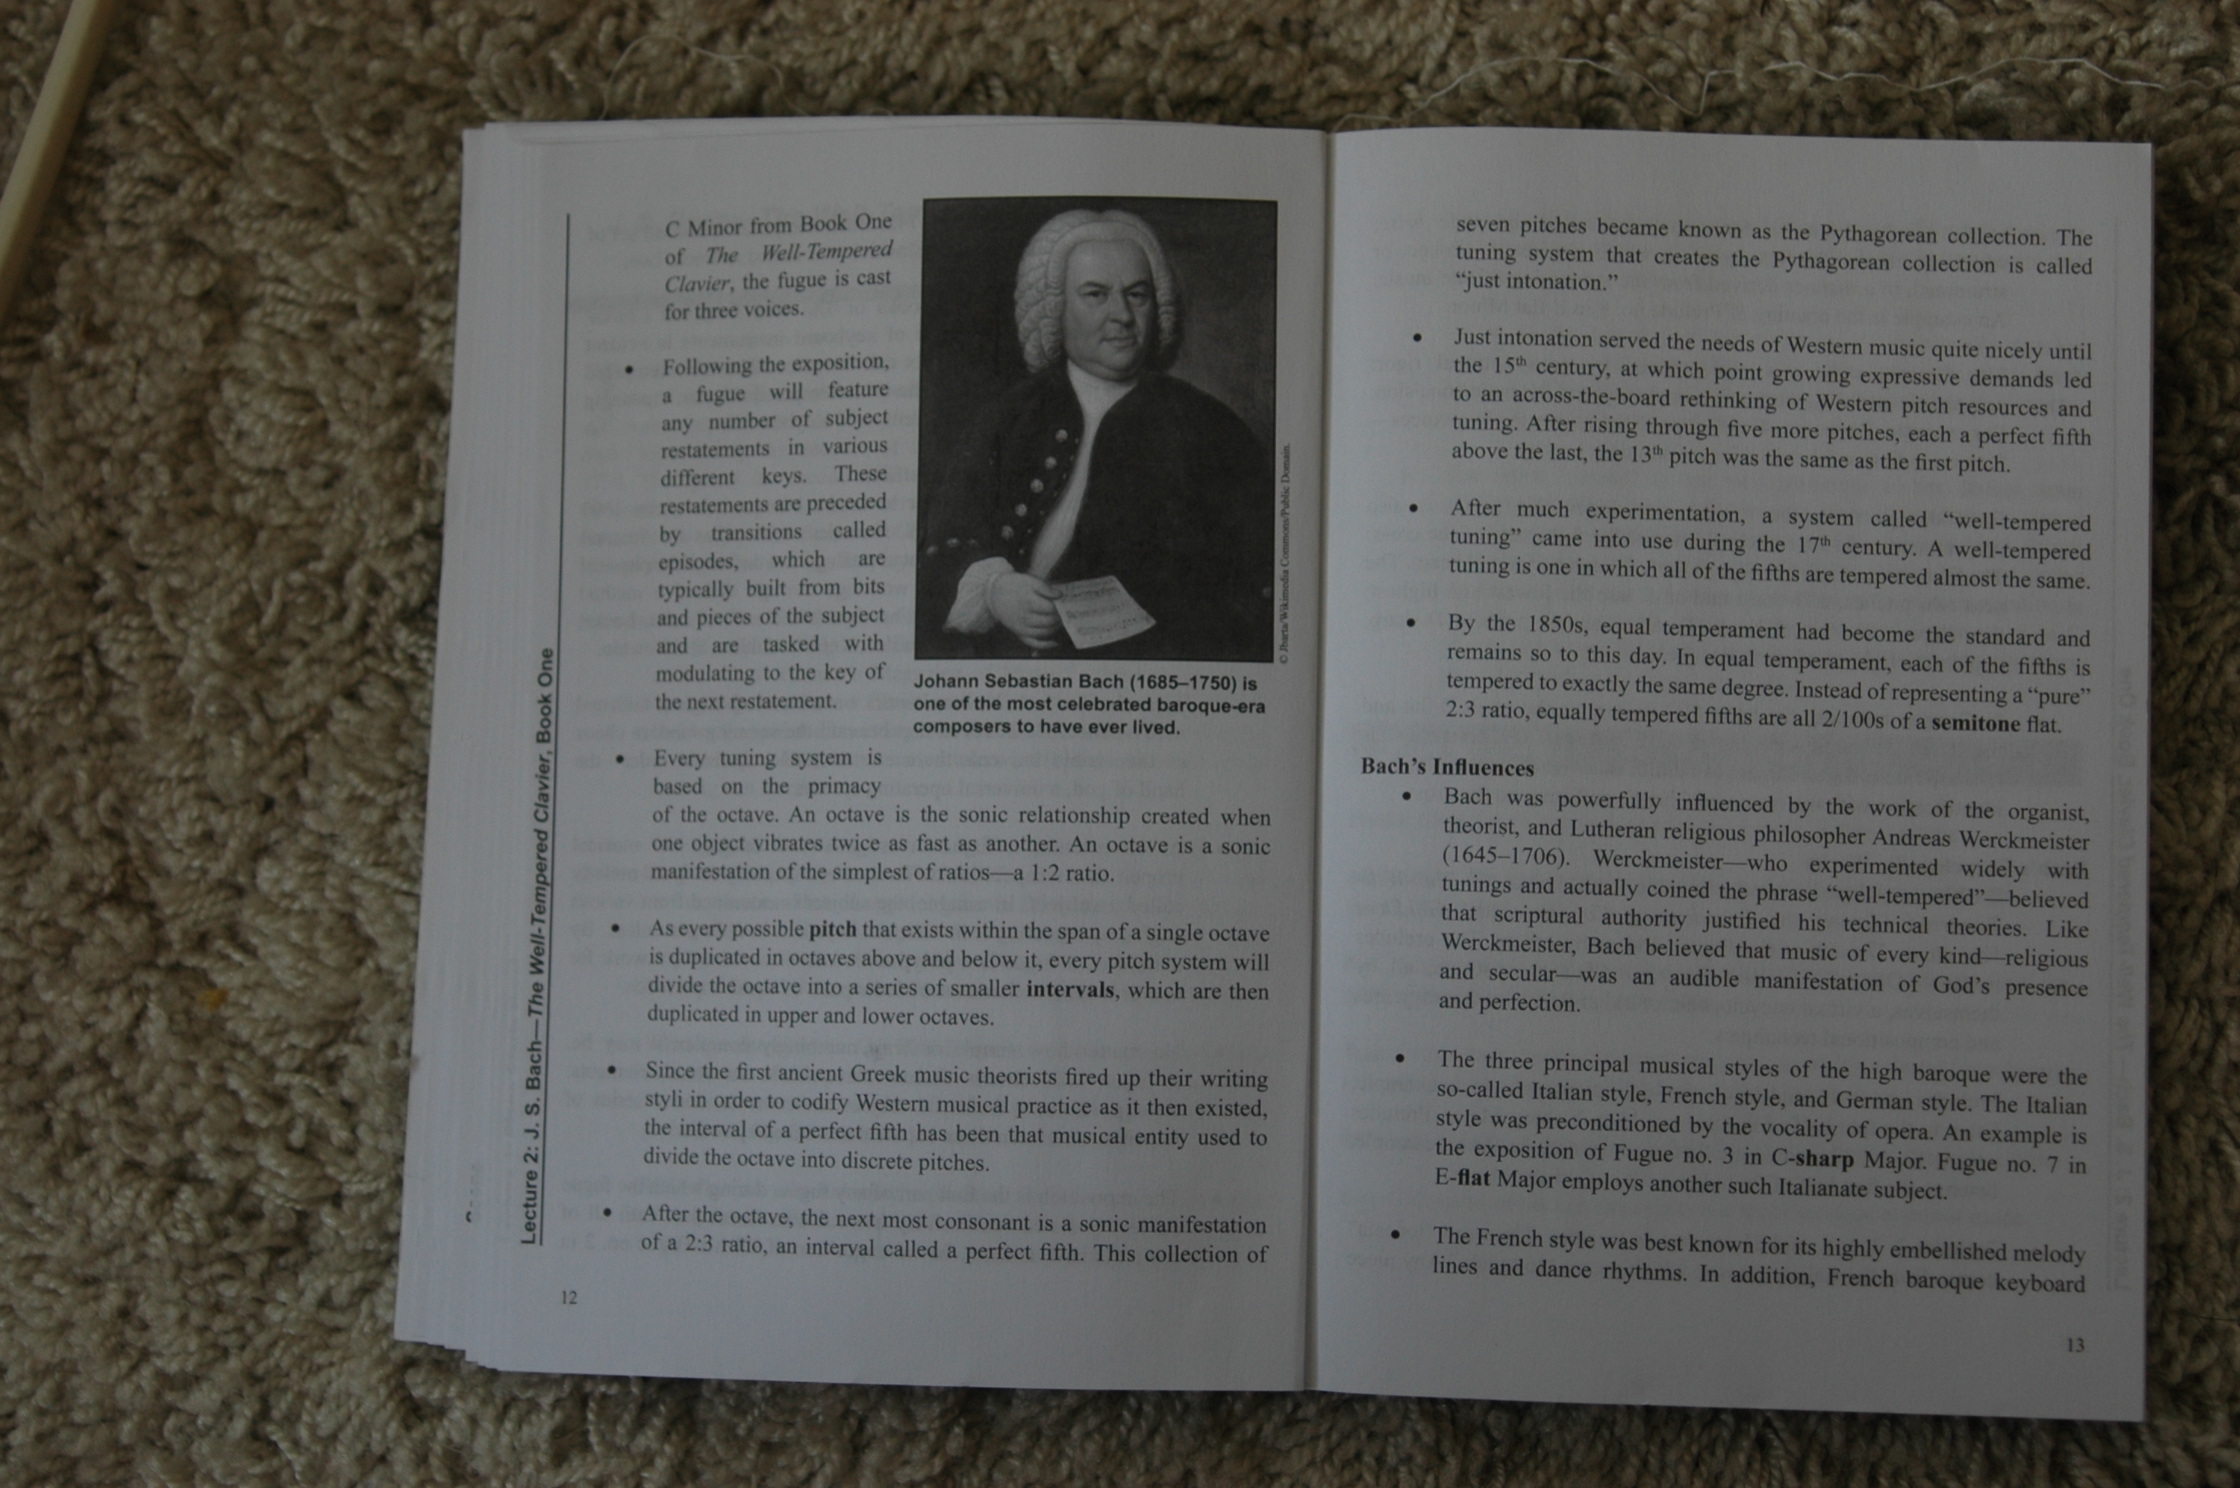 Lecture 2: J. S. Bach—The Well-Tempered Clavier, Book One
C Minor from Book One
of The Well-Tempered
Clavier, the fugue is cast
for three voices.
• Following the exposition,
a fugue will feature
any number of subject
restatements in various
different keys. These
restatements are preceded
by transitions called
episodes, which are
typically built from bits
and pieces of the subject
and are tasked with
modulating to the key of
the next restatement.
© Jbarta/Wikimedia Commons/Public Domain.
Johann Sebastian Bach (1685–1750) is
one of the most celebrated baroque-era
composers to have ever lived.
• Every tuning system is
based on the primacy
of the octave. An octave is the sonic relationship created when
one object vibrates twice as fast as another. An octave is a sonic
manifestation of the simplest of ratios—a 1:2 ratio.
• As every possible pitch that exists within the span of a single octave
is duplicated in octaves above and below it, every pitch system will
divide the octave into a series of smaller intervals, which are then
duplicated in upper and lower octaves.
• Since the first ancient Greek music theorists fired up their writing
styli in order to codify Western musical practice as it then existed,
the interval of a perfect fifth has been that musical entity used to
divide the octave into discrete pitches.
• After the octave, the next most consonant is a sonic manifestation
of a 2:3 ratio, an interval called a perfect fifth. This collection of
12
seven pitches became known as the Pythagorean collection. The
tuning system that creates the Pythagorean collection is called
“just intonation.”
• Just intonation served the needs of Western music quite nicely until
the 15th century, at which point growing expressive demands led
to an across-the-board rethinking of Western pitch resources and
tuning. After rising through five more pitches, each a perfect fifth
above the last, the 13th pitch was the same as the first pitch.
• After much experimentation, a system called “well-tempered
tuning” came into use during the 17th century. A well-tempered
tuning is one in which all of the fifths are tempered almost the same.
• By the 1850s, equal temperament had become the standard and
remains so to this day. In equal temperament, each of the fifths is
tempered to exactly the same degree. Instead of representing a “pure”
2:3 ratio, equally tempered fifths are all 2/100s of a semitone flat.
Bach’s Influences
• Bach was powerfully influenced by the work of the organist,
theorist, and Lutheran religious philosopher Andreas Werckmeister
(1645–1706). Werckmeister—who experimented widely with
tunings and actually coined the phrase “well-tempered”—believed
that scriptural authority justified his technical theories. Like
Werckmeister, Bach believed that music of every kind—religious
and secular—was an audible manifestation of God’s presence
and perfection.
• The three principal musical styles of the high baroque were the
so-called Italian style, French style, and German style. The Italian
style was preconditioned by the vocality of opera. An example is
the exposition of Fugue no. 3 in C-sharp Major. Fugue no. 7 in
E-flat Major employs another such Italianate subject.
• The French style was best known for its highly embellished melody
lines and dance rhythms. In addition, French baroque keyboard
13